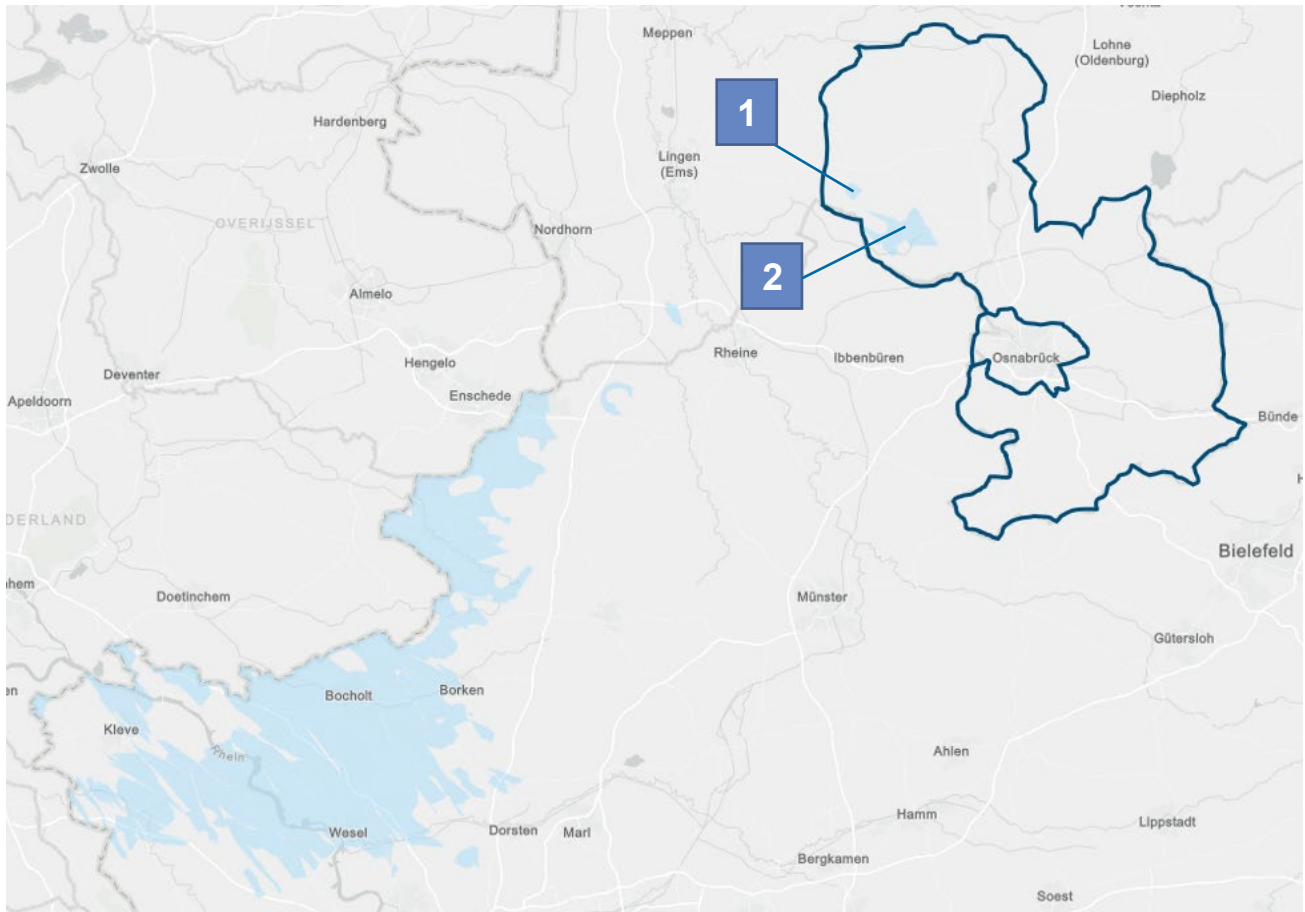 Meppen
Lohne
(Oldenburg)
Diepholz
1
Hardenberg
Zwolle
Lingen
(Ems)
OVERIJSSEL
Nordhorn
2
Almelo
Rheine
Ibbenbüren
Osnabrück
Hengelo
Deventer
Enschede
Apeldoorn
Bünde
H
DERLAND
Bielefeld
nhem
Doetinchem
Münster
Gütersloh
en
Bocholt
Borken
Kleve
Rhein
Ahlen
Wesel
Dorsten
Marl
Hamm
Lippstadt
Bergkamen
Soest